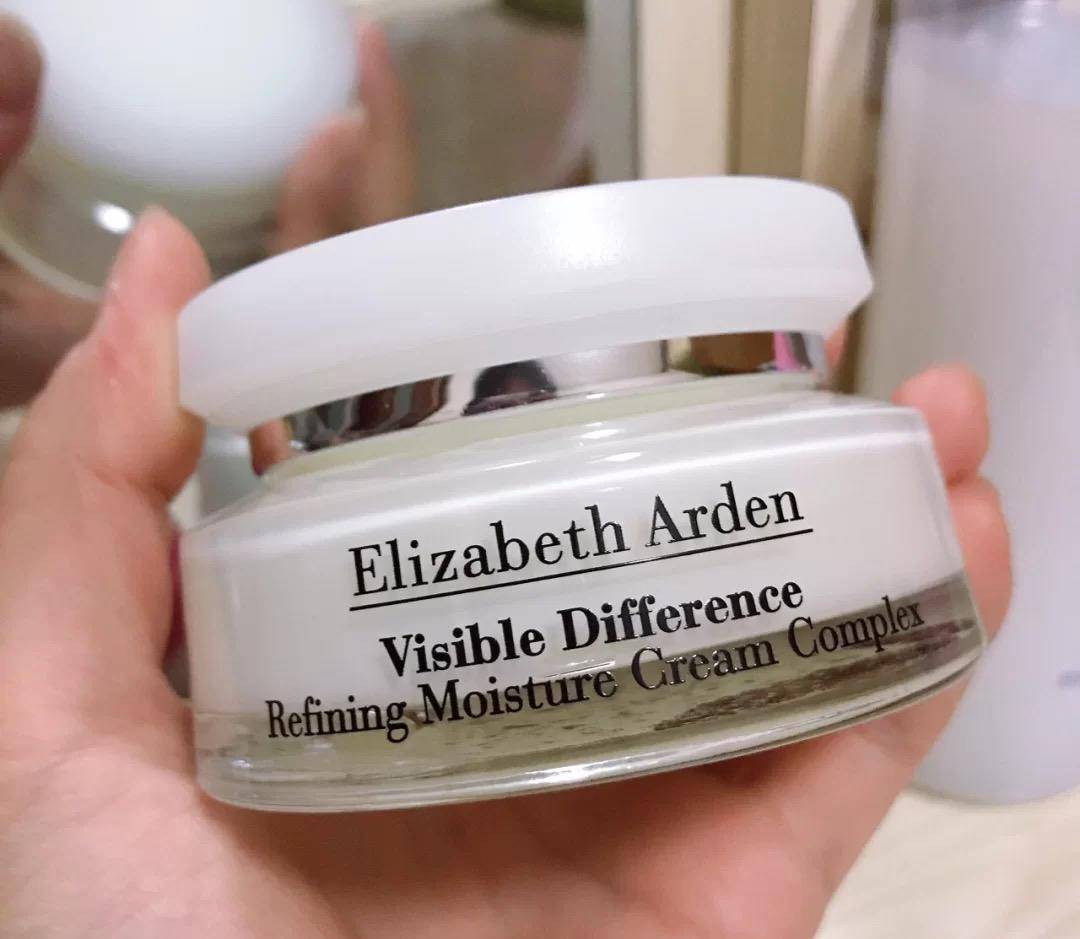 Elizabeth Arden
Visible Difference
Refining Moisture Cream Complex